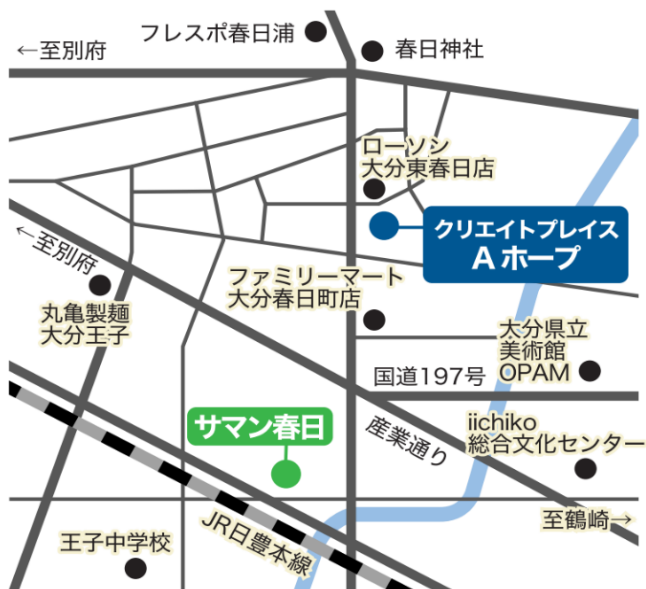 フレスポ春日浦
←至別府
春日神社
ローソン
大分東春日店
クリエイトプレイス
Aホープ
←至別府
ファミリーマート
大分春日町店
丸亀製麺
大分王子
大分県立
美術館
OPAM
国道197号
サマン春日
産業通り
iichiko
総合文化センター
至鶴崎→
JR日豊本線
王子中学校